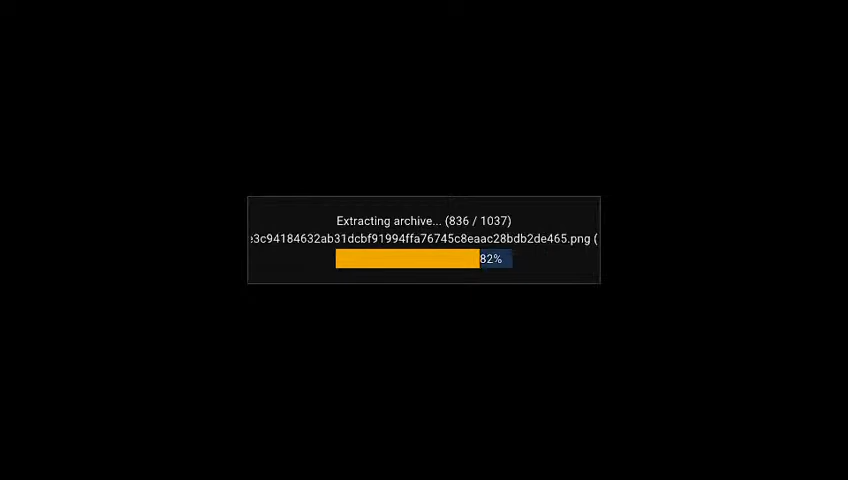 Extracting archive... (836 / 1037)
e3c94184632ab31dcbf91994ffa76745c8eaac28bdb2de465.png (
82%